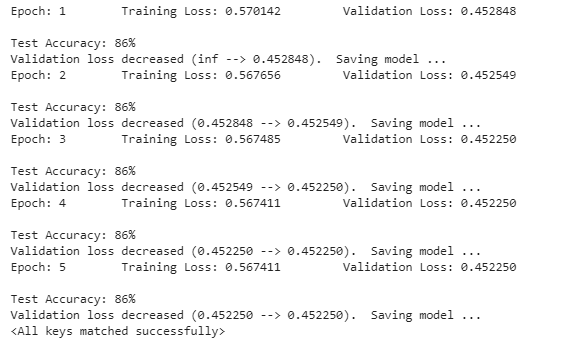 Epoch: 1 Training Loss: 0.570142 Validation Loss: 0.452848
Test Accuracy: 86%
Validation loss decreased (inf --> 0.452848). Saving model ...
Epoch: 2 Training Loss: 0.567656 Validation Loss: 0.452549
Test Accuracy: 86%
Validation loss decreased (0.452848 --> 0.452549). Saving model ...
Epoch: 3 Training Loss: 0.567485 Validation Loss: 0.452250
Test Accuracy: 86%
Validation loss decreased (0.452549 --> 0.452250). Saving model ...
Epoch: 4 Training Loss: 0.567411 Validation Loss: 0.452250
Test Accuracy: 86%
Validation loss decreased (0.452250 --> 0.452250). Saving model ...
Epoch: 5 Training Loss: 0.567411 Validation Loss: 0.452250
Test Accuracy: 86%
Validation loss decreased (0.452250 --> 0.452250). Saving model ...
<All keys matched successfully>